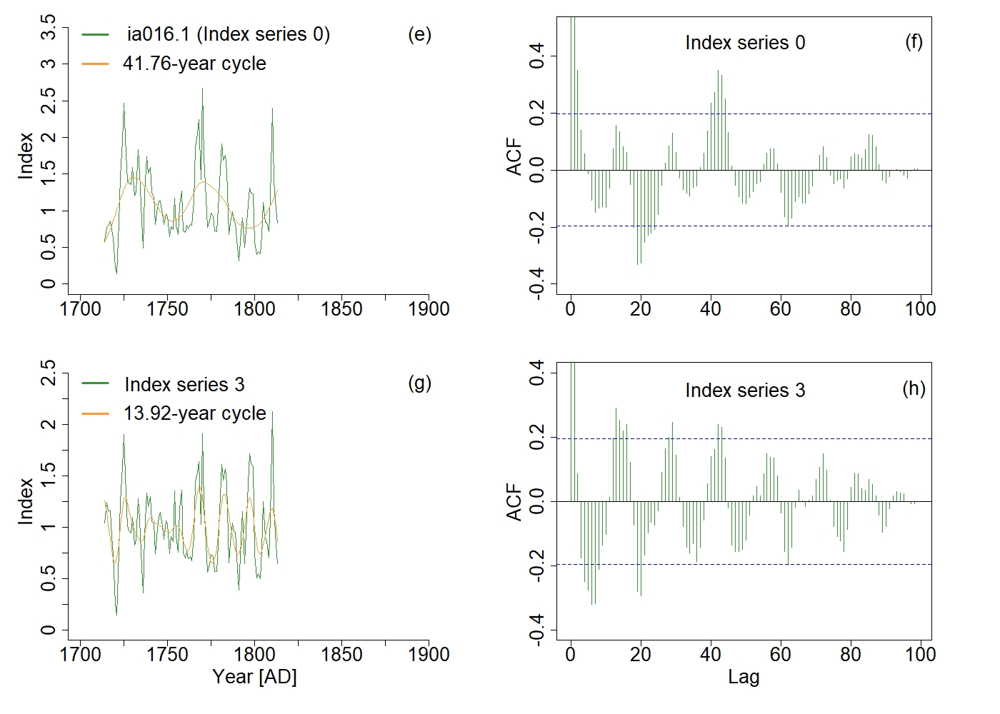 ia016.1 (Index series 0)
41.76-year cycle
(e)
Index
3.5
3
2.5
2
1.5
1
0.5
0
1700 1750 1800 1850 1900
Index series 0
(f)
ACF
0.4
0.2
0.0
-0.2
-0.4
0 20 40 60 80 100
Index series 3
13.92-year cycle
(g)
Index
2.5
2
1.5
1
0.5
0
1700 1750 1800 1850 1900
Year [AD]
Index series 3
(h)
ACF
0.4
0.2
0.0
-0.2
-0.4
0 20 40 60 80 100
Lag